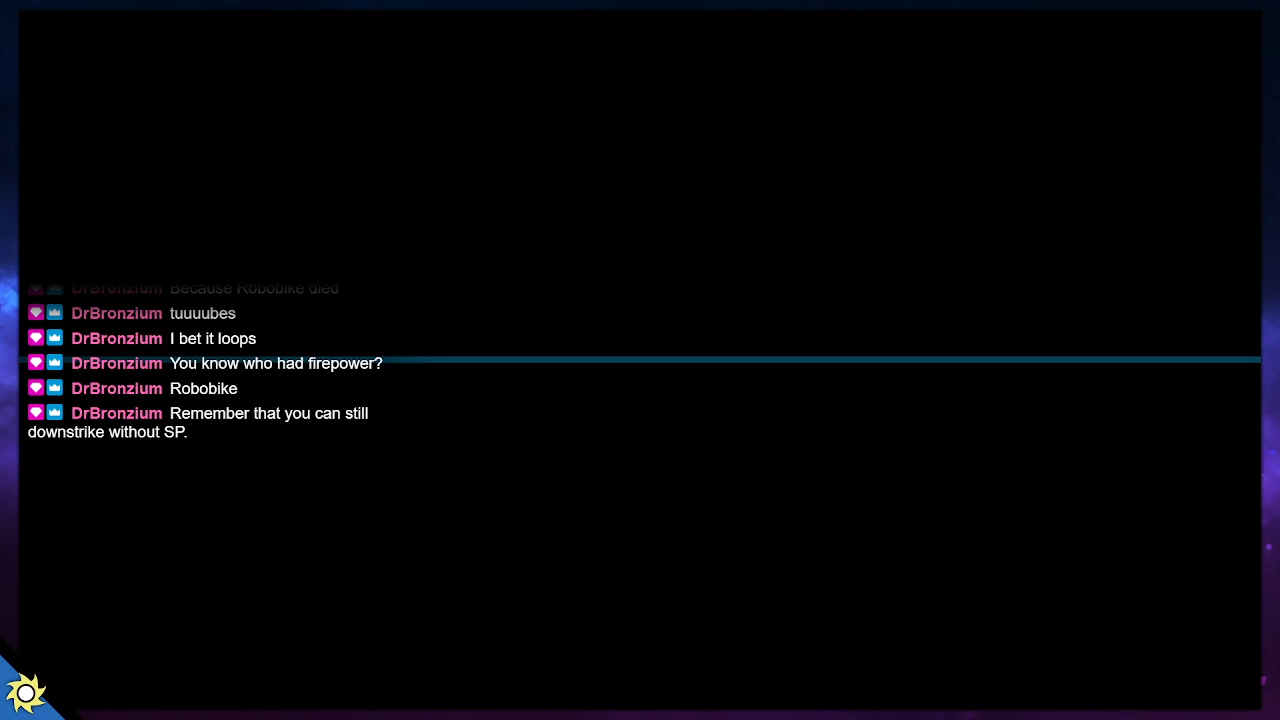 DrBronzium Because Robobike died
DrBronzium tuuuubes
DrBronzium I bet it loops
DrBronzium You know who had firepower?
DrBronzium Robobike
DrBronzium Remember that you can still
downstrike without SP.